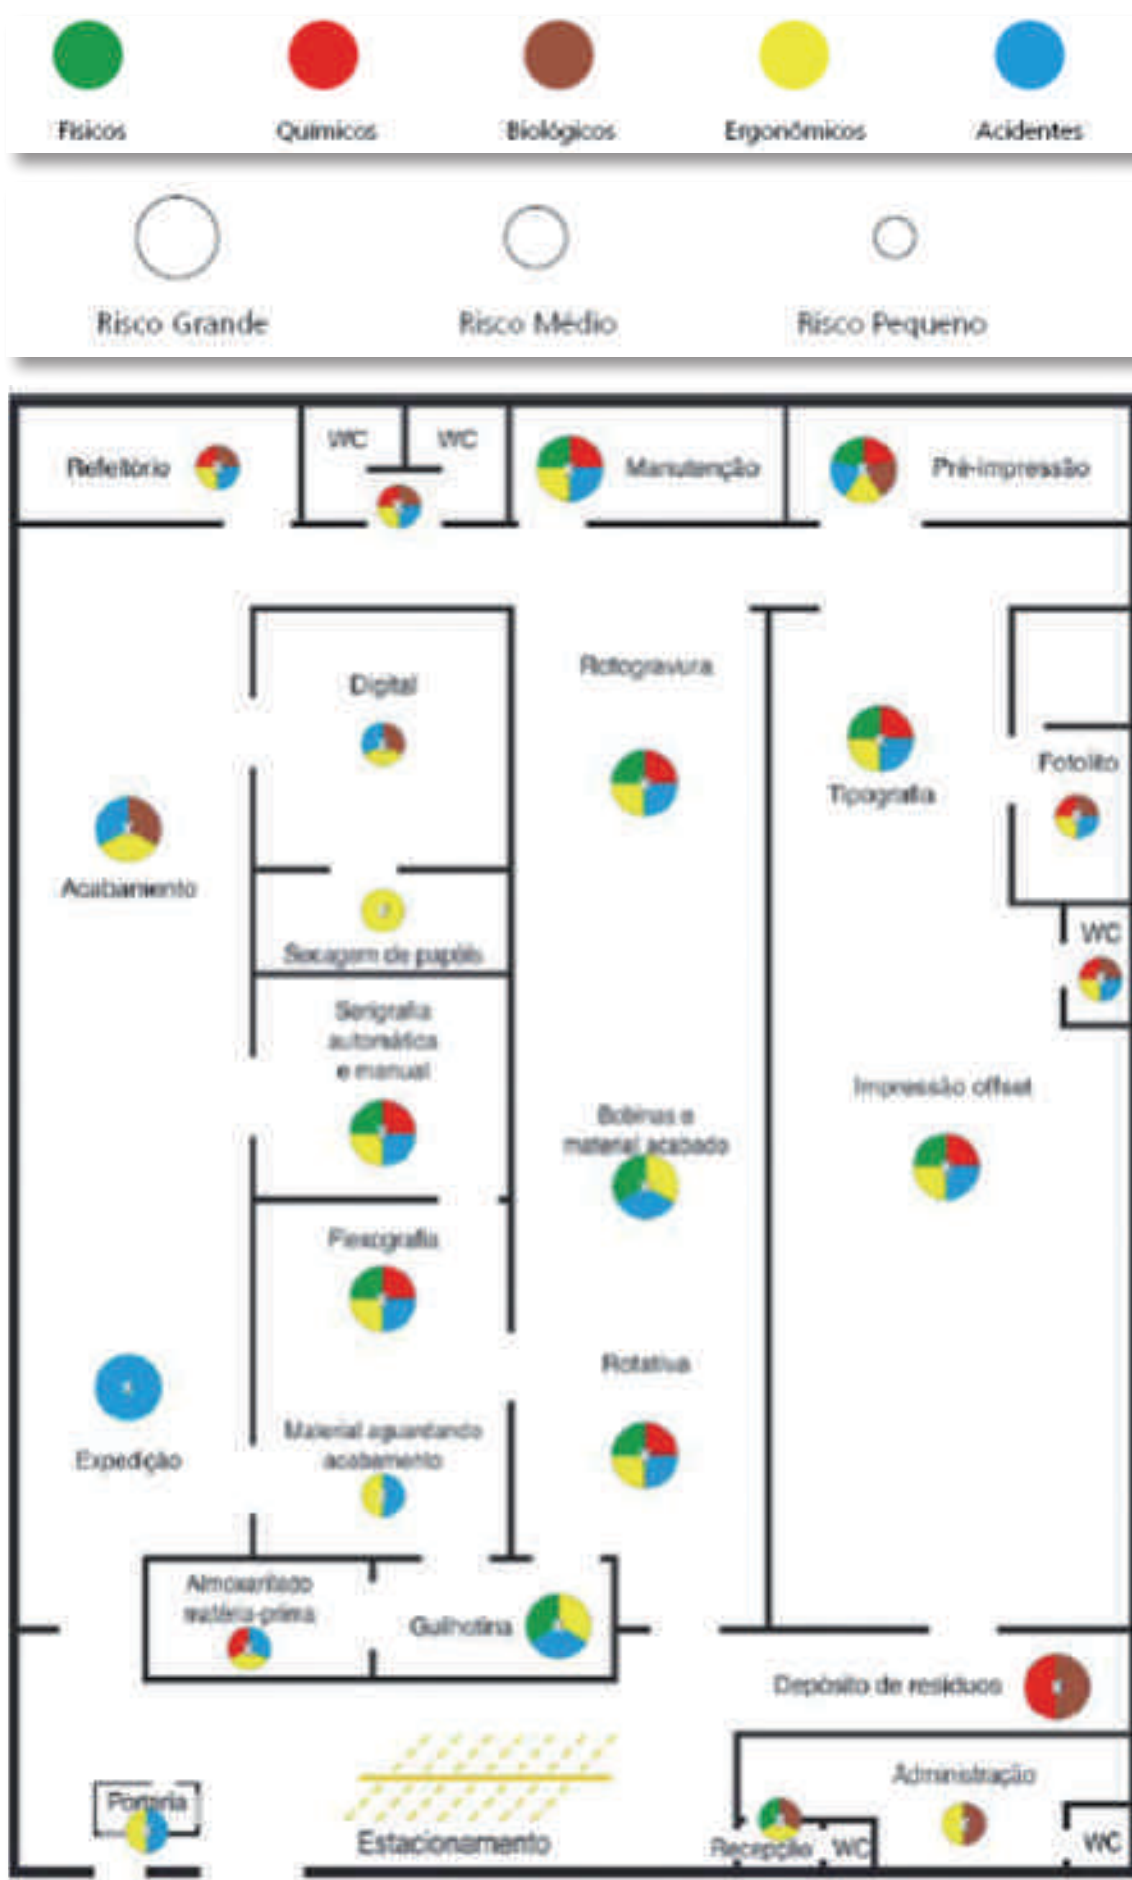 Físicos
Químicos
Biológicos
Ergonômicos
Acidentes
Risco Grande
Risco Médio
Risco Pequeno
Refeitório
WC
WC
Manutenção
Pré-impressão
Digital
Rotogravura
Tipografia
Fotolito
Acabamento
Secagem de papéis
WC
Serigrafia
automática
e manual
Impressão offset
Bobinas e
material acabado
Flexografia
Rotativa
Material aguardando
acabamento
Expedição
Almoxarifado
matéria-prima
Guilhotina
Depósito de resíduos
Administração
Portaria
Estacionamento
Recepção
WC
WC